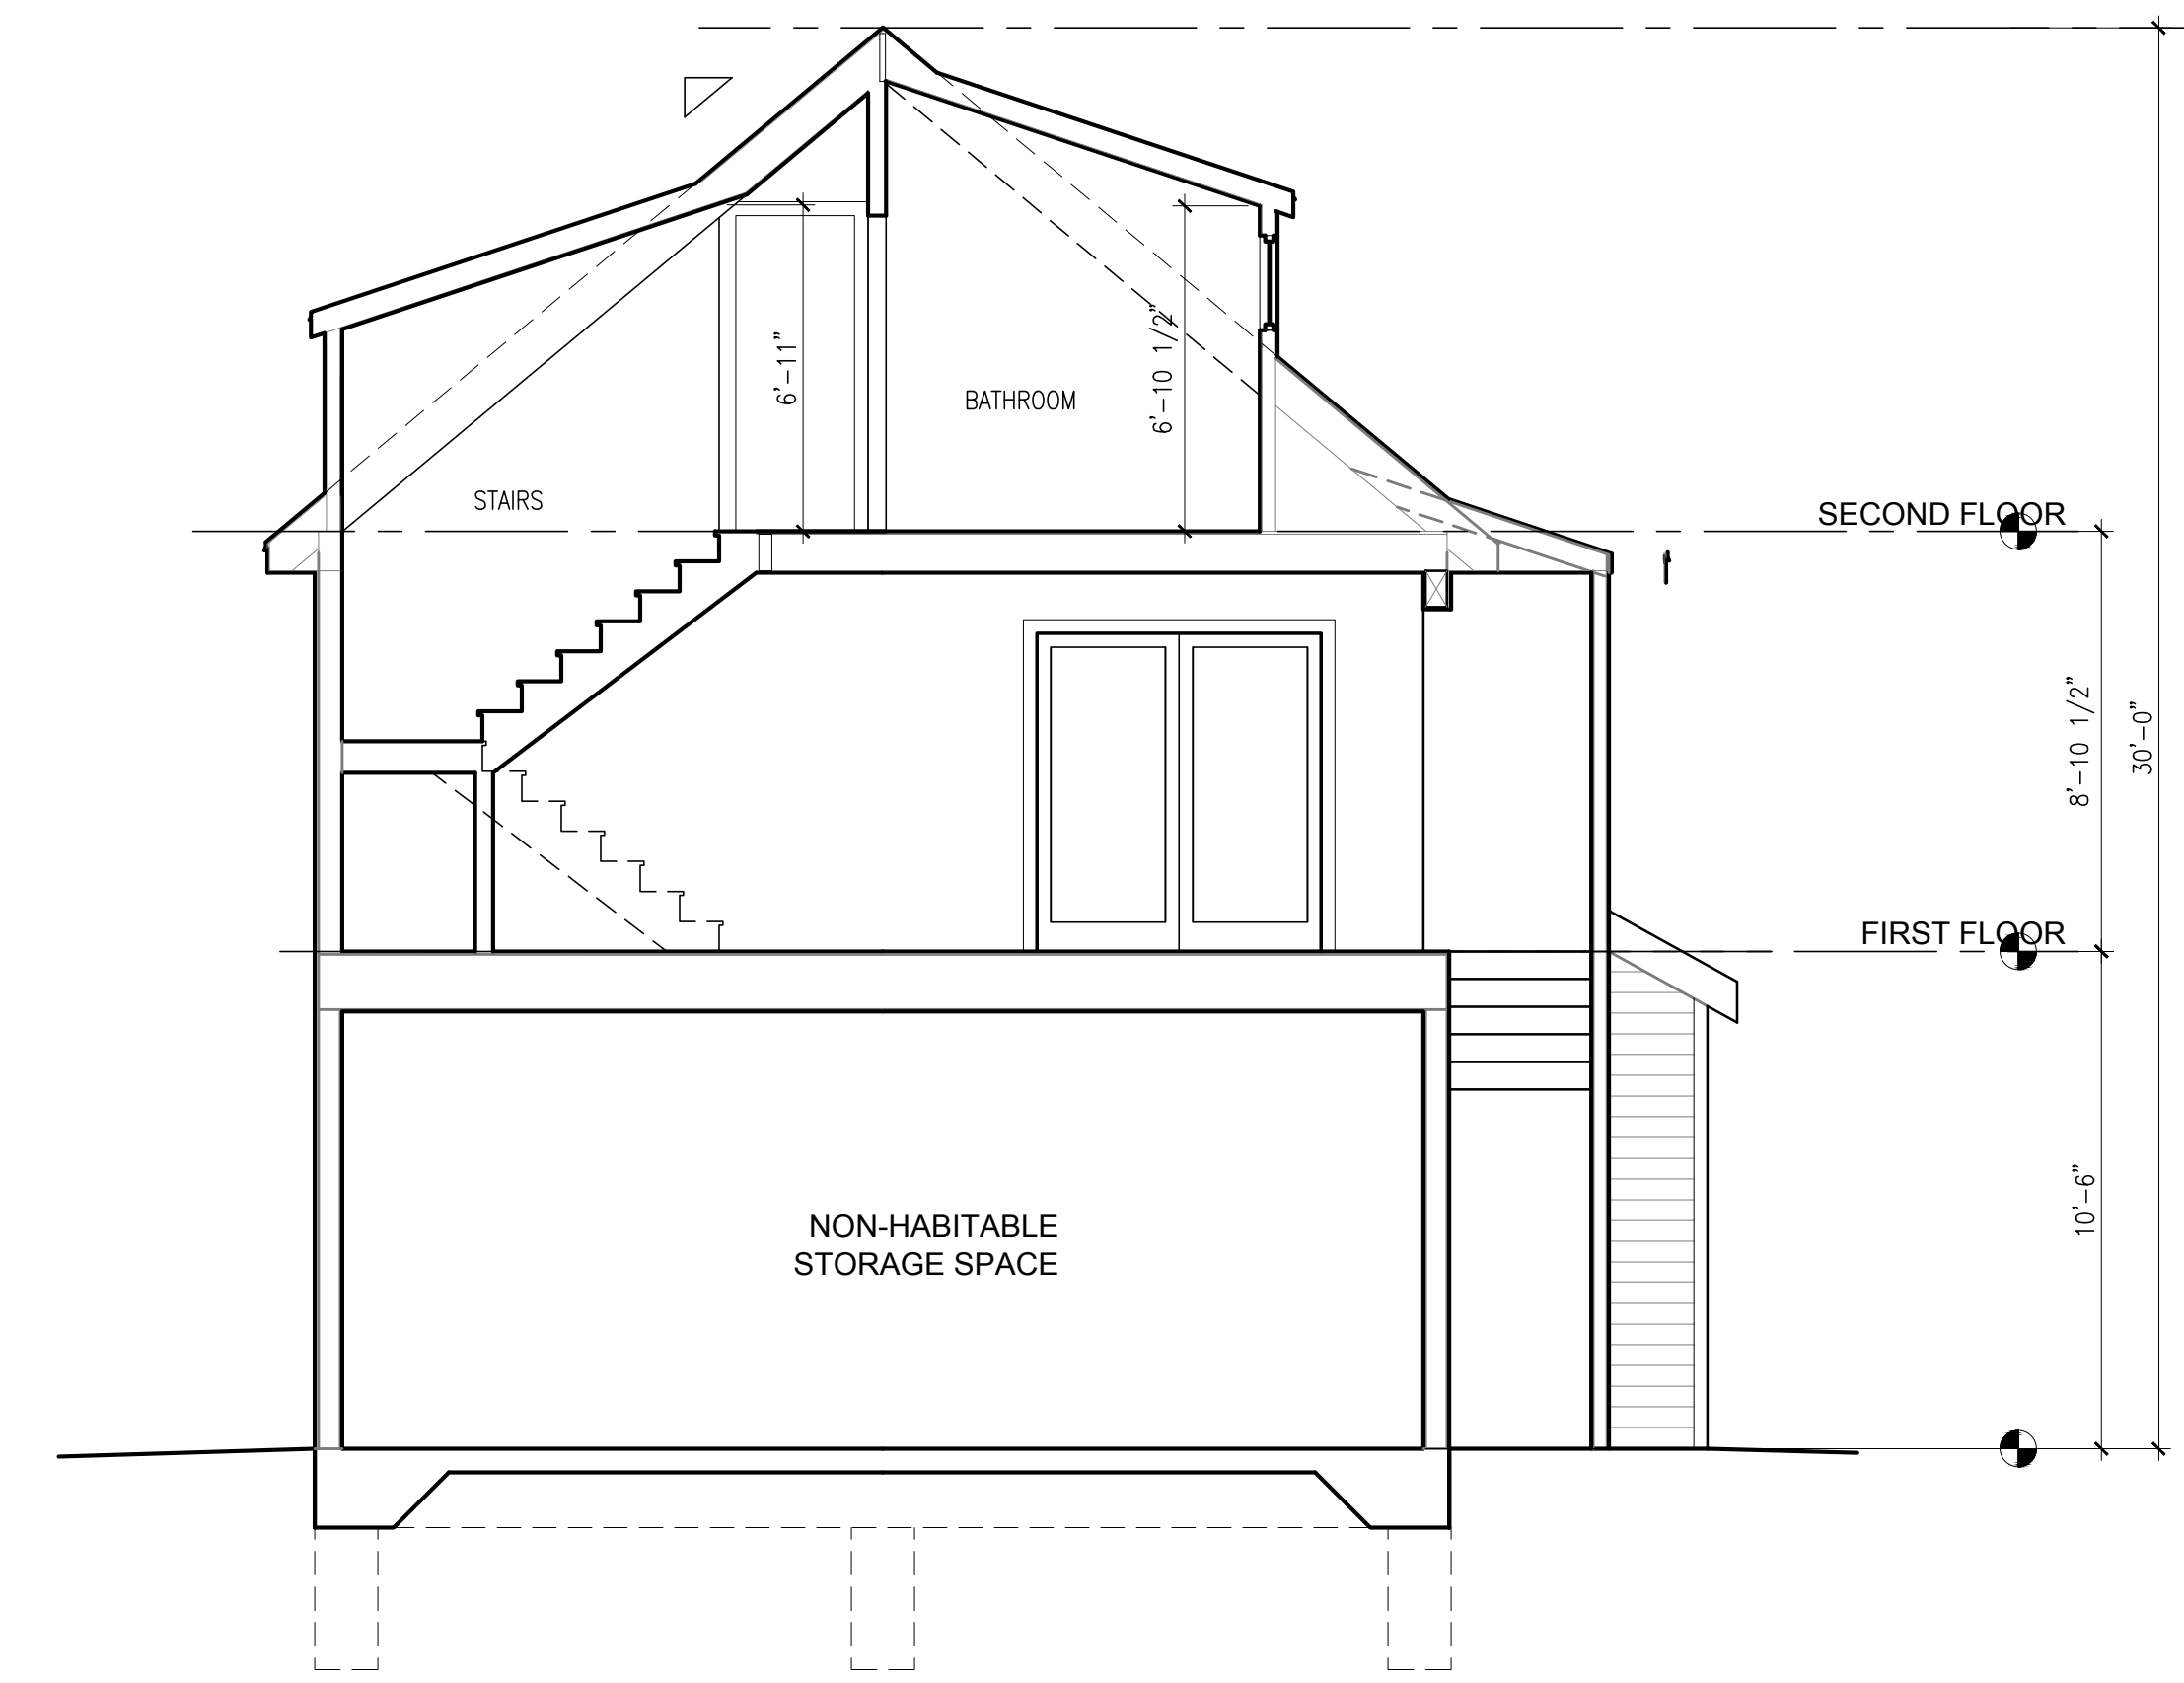 6'-11"
6'-10 1/2"
BATHROOM
STAIRS
SECOND FLOOR
8'-10 1/2"
30'-0"
FIRST FLOOR
10'-6"
NON-HABITABLE
STORAGE SPACE